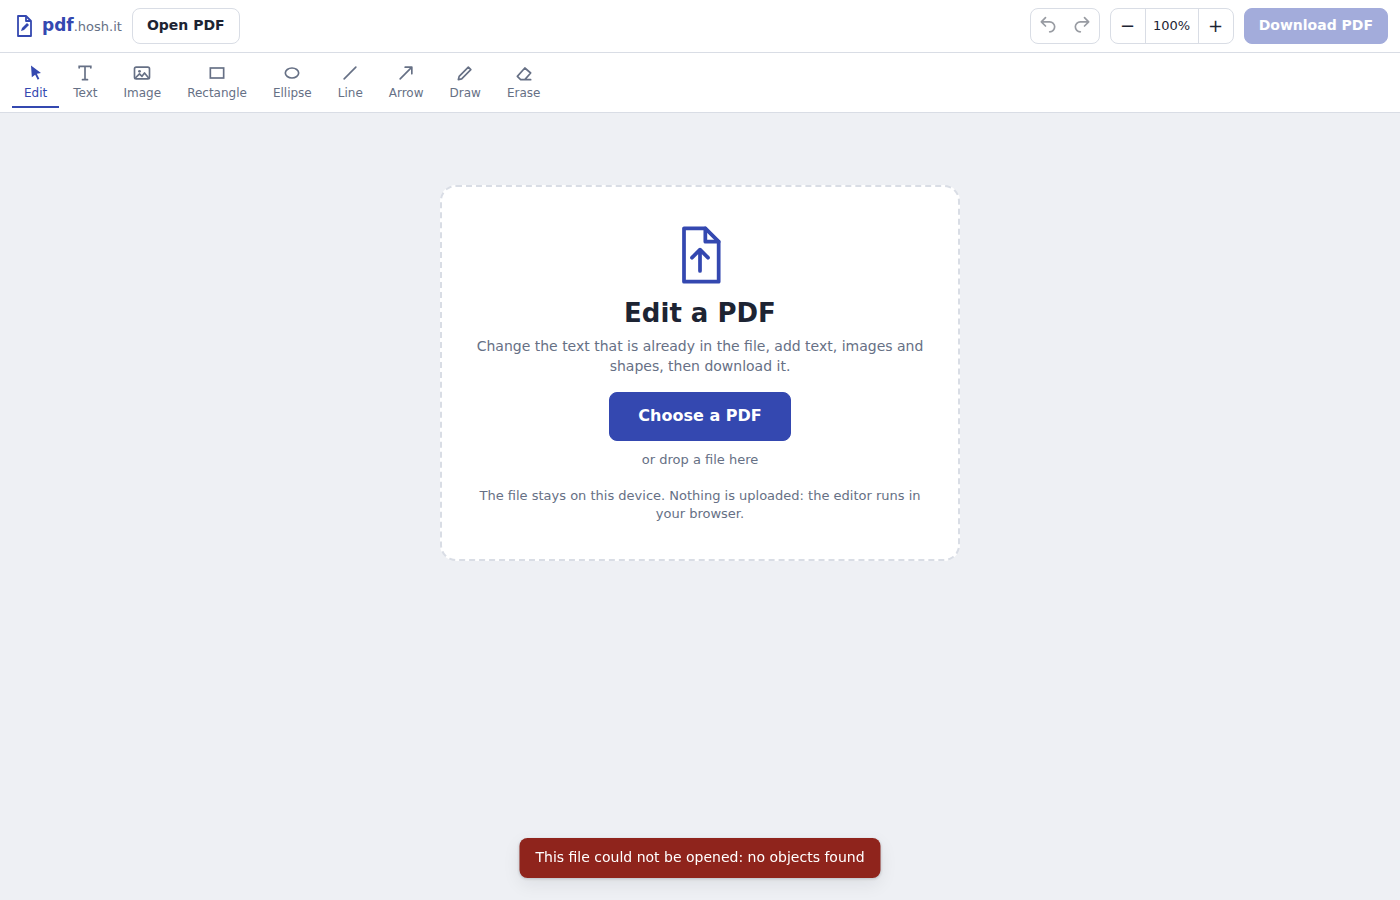 pdf.hosh.it
Open PDF
100%
Download PDF
Edit
Text
Image
Rectangle
Ellipse
Line
Arrow
Draw
Erase
Edit a PDF
Change the text that is already in the file, add text, images and
shapes, then download it.
Choose a PDF
or drop a file here
The file stays on this device. Nothing is uploaded: the editor runs in
your browser.
This file could not be opened: no objects found